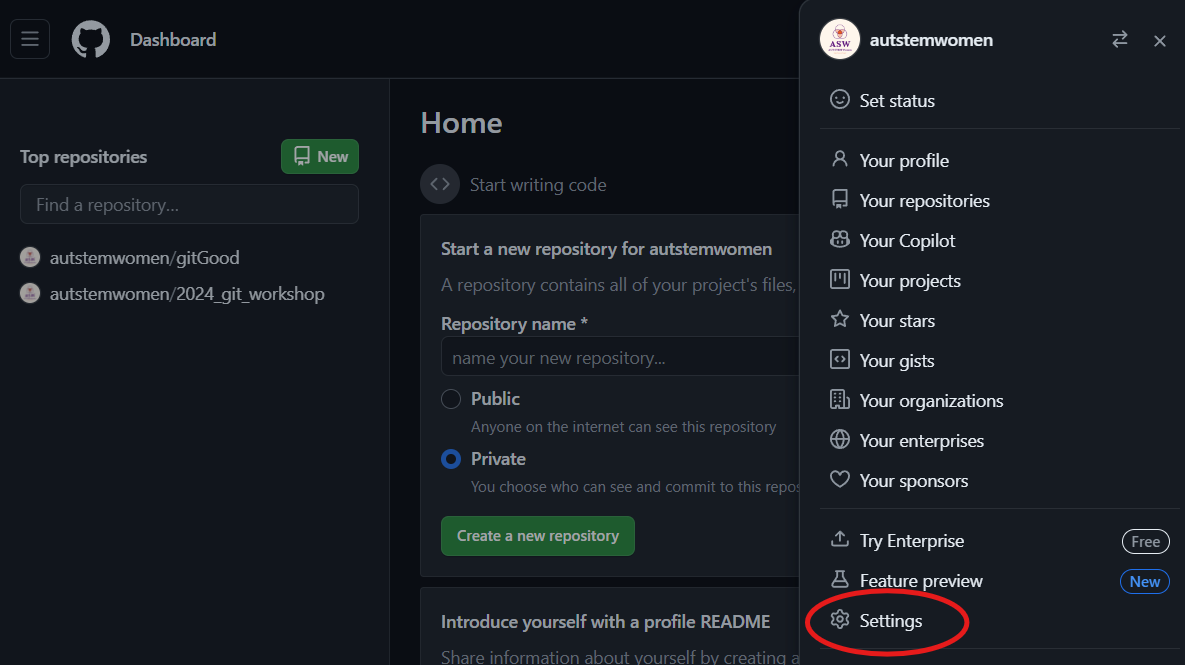 Dashboard
Top repositories
New
Find a repository...
autstemwomen/gitGood
autstemwomen/2024_git_workshop
Home
Start writing code
Start a new repository for autstemwomen
A repository contains all of your project's files,
Repository name *
name your new repository...
Public
Anyone on the internet can see this repository
Private
You choose who can see and commit to this repos
Create a new repository
Introduce yourself with a profile README
Share information about yourself by creating a
ASW
autstemwomen
Set status
Your profile
Your repositories
Your Copilot
Your projects
Your stars
Your gists
Your organizations
Your enterprises
Your sponsors
Try Enterprise
Free
Feature preview
New
Settings